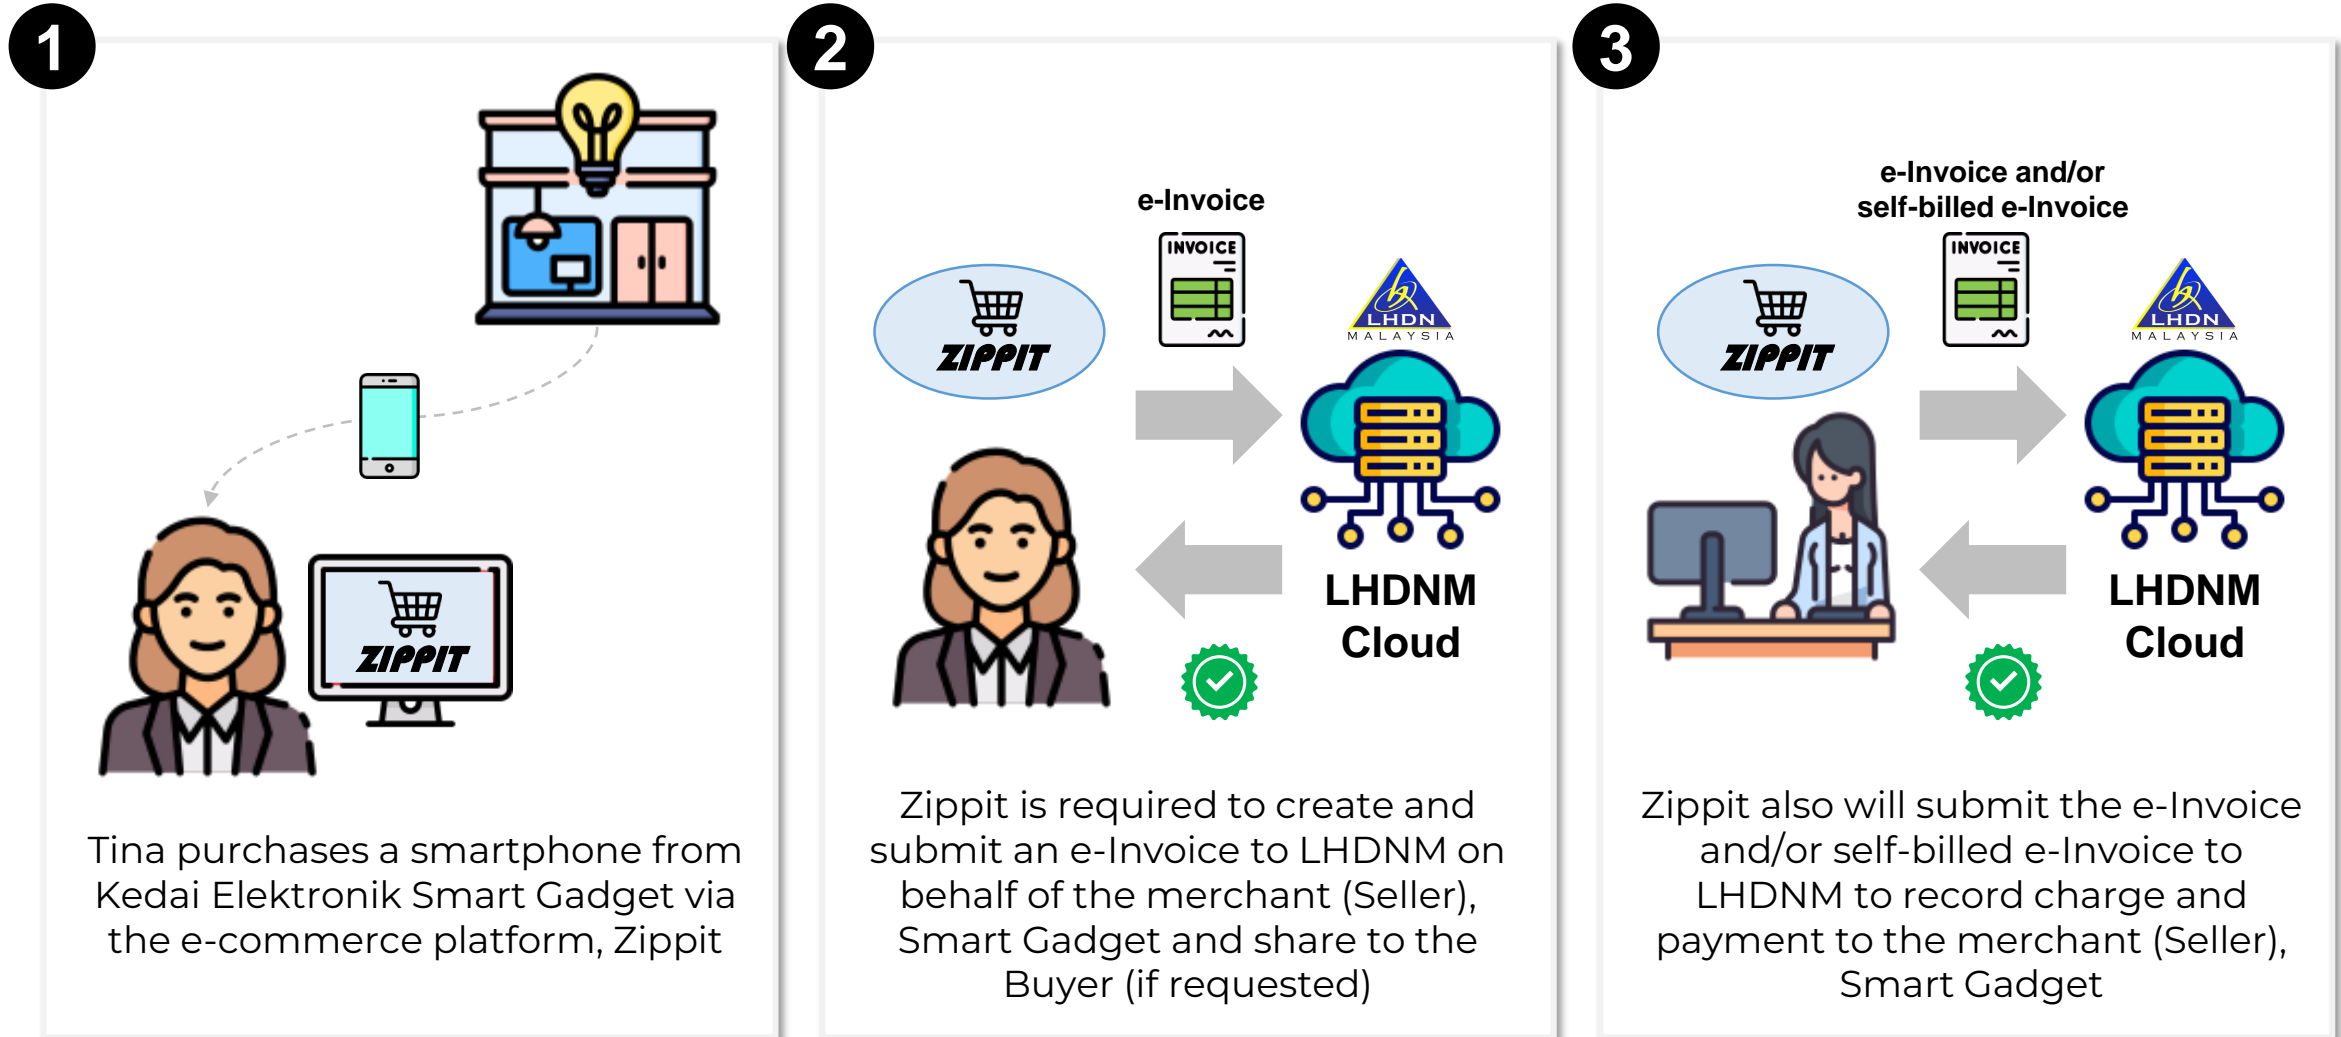 1
ZIPPIT
Tina purchases a smartphone from
Kedai Elektronik Smart Gadget via
the e-commerce platform, Zippit
2
e-Invoice
INVOICE
ZIPPIT
LHDN
MALAYSIA
LHDNM
Cloud
Zippit is required to create and
submit an e-Invoice to LHDNM on
behalf of the merchant (Seller),
Smart Gadget and share to the
Buyer (if requested)
3
e-Invoice and/or
self-billed e-Invoice
INVOICE
ZIPPIT
LHDN
MALAYSIA
LHDNM
Cloud
Zippit also will submit the e-Invoice
and/or self-billed e-Invoice to
LHDNM to record charge and
payment to the merchant (Seller),
Smart Gadget